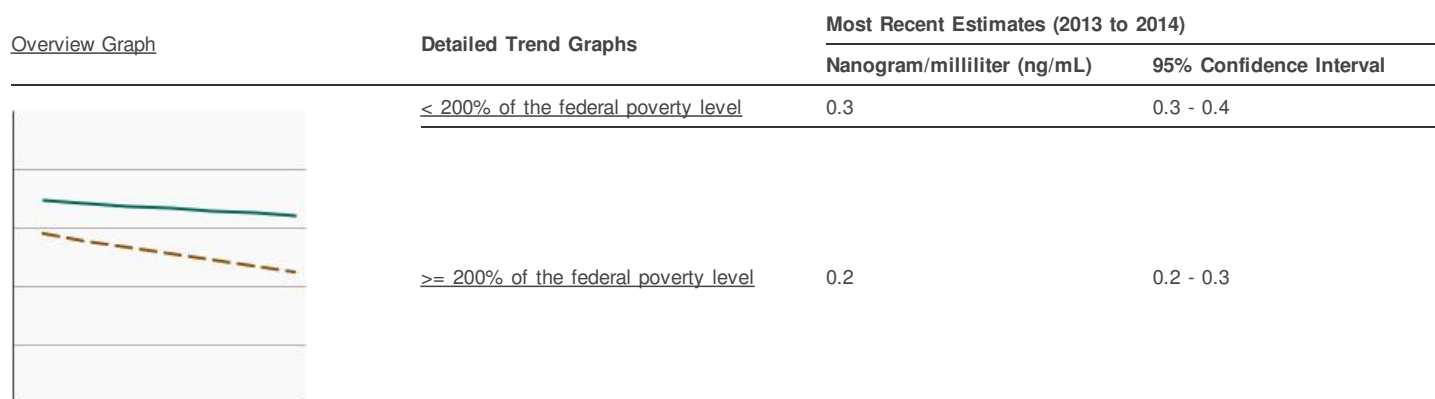 Overview Graph Detailed Trend Graphs Most Recent Estimates (2013 to 2014)
Nanogram/milliliter (ng/mL) 95% Confidence Interval
< 200% of the federal poverty level 0.3 0.3 - 0.4
>= 200% of the federal poverty level 0.2 0.2 - 0.3